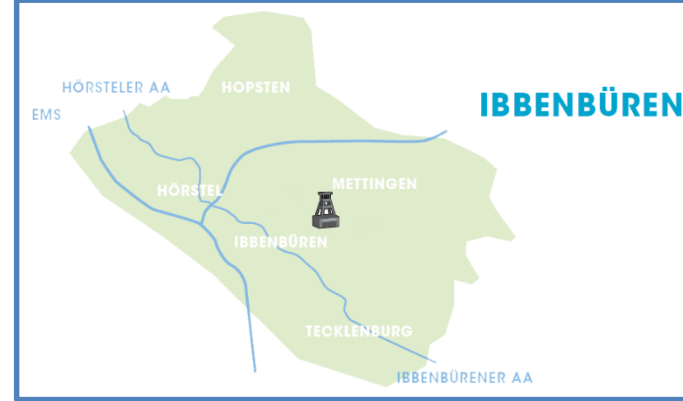 HÖRSTELER AA
HOPSTEN
IBBENBÜREN
EMS
METTINGEN
HÖRSTEL
IBBENBÜREN
TECKLENBURG
IBBENBÜRENER AA